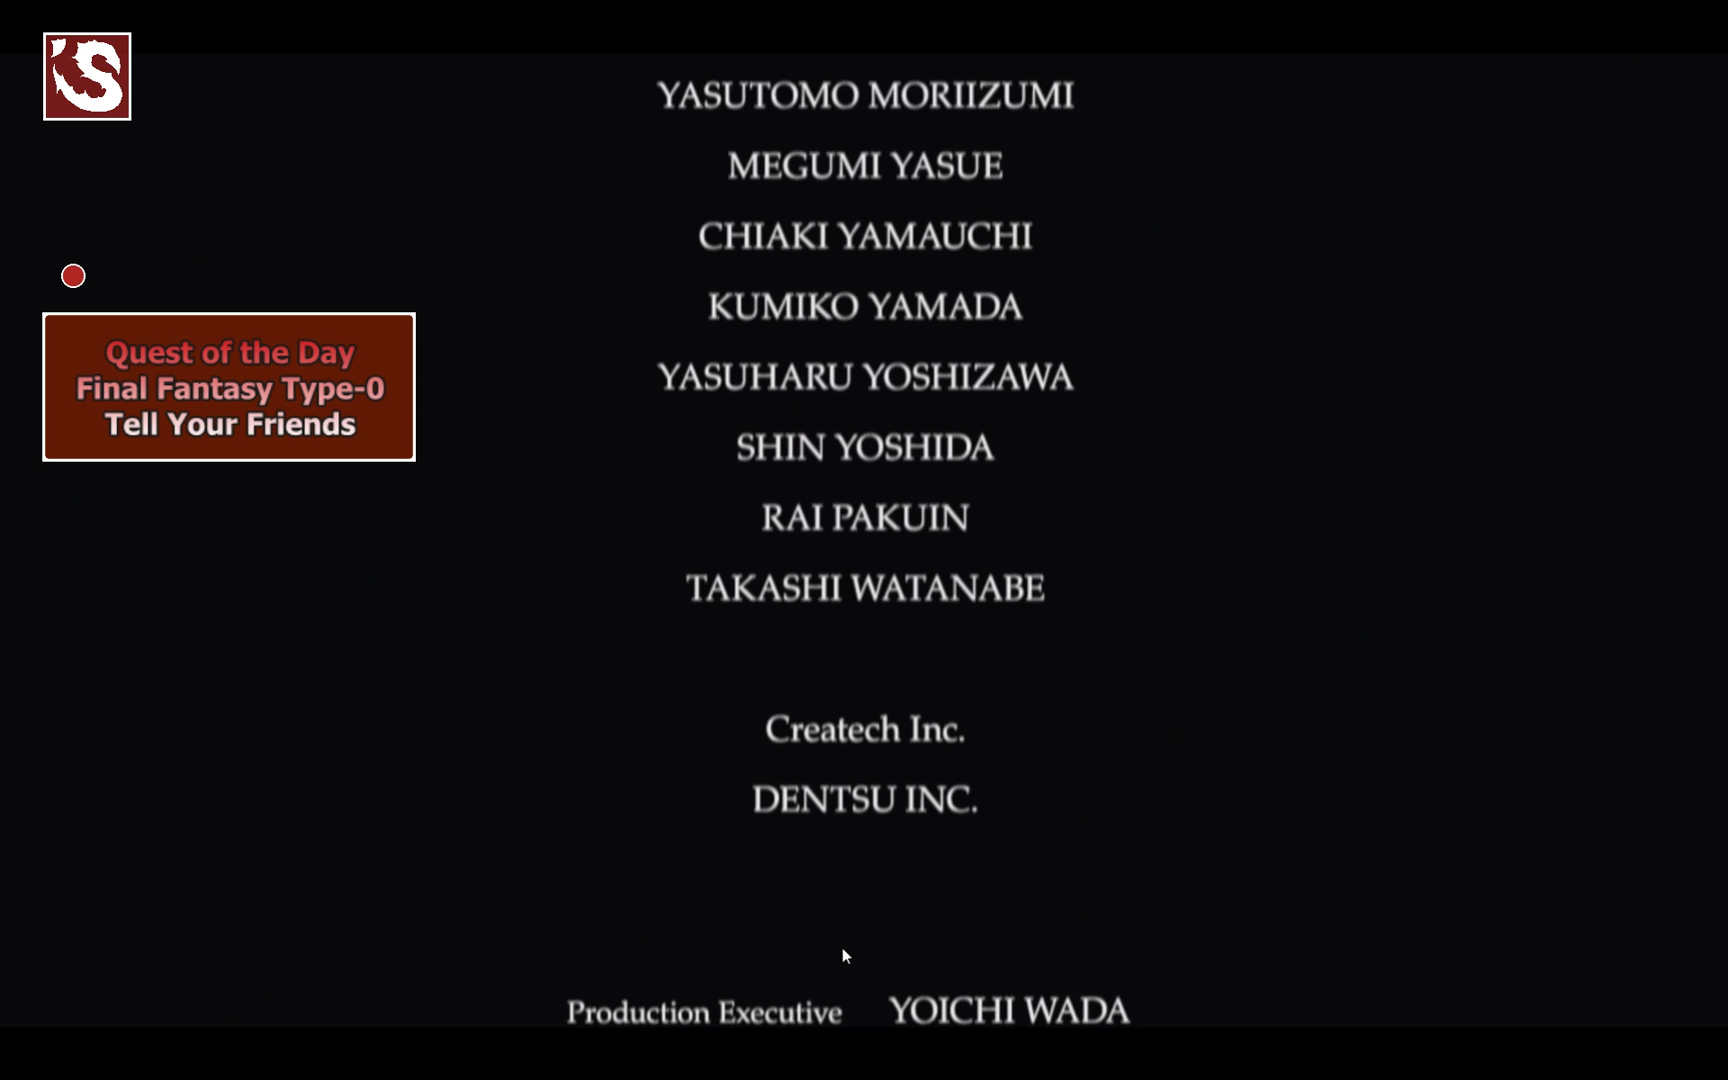 YASUTOMO MORIIZUMI
MEGUMI YASUE
CHIAKI YAMAUCHI
KUMIKO YAMADA
YASUHARU YOSHIZAWA
SHIN YOSHIDA
RAI PAKUIN
TAKASHI WATANABE
Createch Inc.
DENTSU INC.
Production Executive YOICHI WADA
Quest of the Day
Final Fantasy Type-0
Tell Your Friends